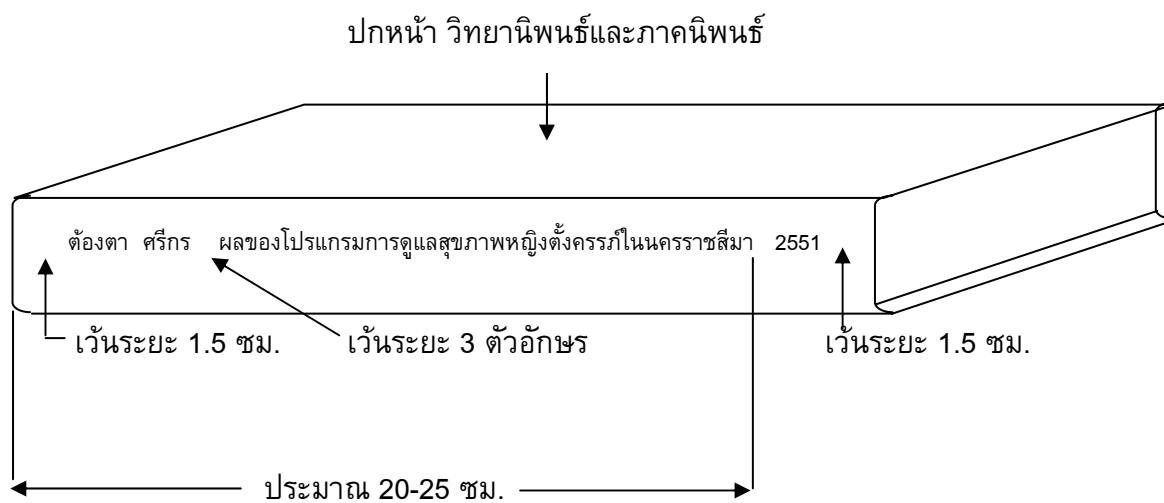 ปกหน้า วิทยานิพนธ์และภาคนิพนธ์
ต้องตา ศรีกร ผลของโปรแกรมการดูแลสุขภาพหญิงตั้งครรภ์ในนครราชสีมา 2551
เว้นระยะ 1.5 ซม. เว้นระยะ 3 ตัวอักษร เว้นระยะ 1.5 ซม.
ประมาณ 20-25 ซม.